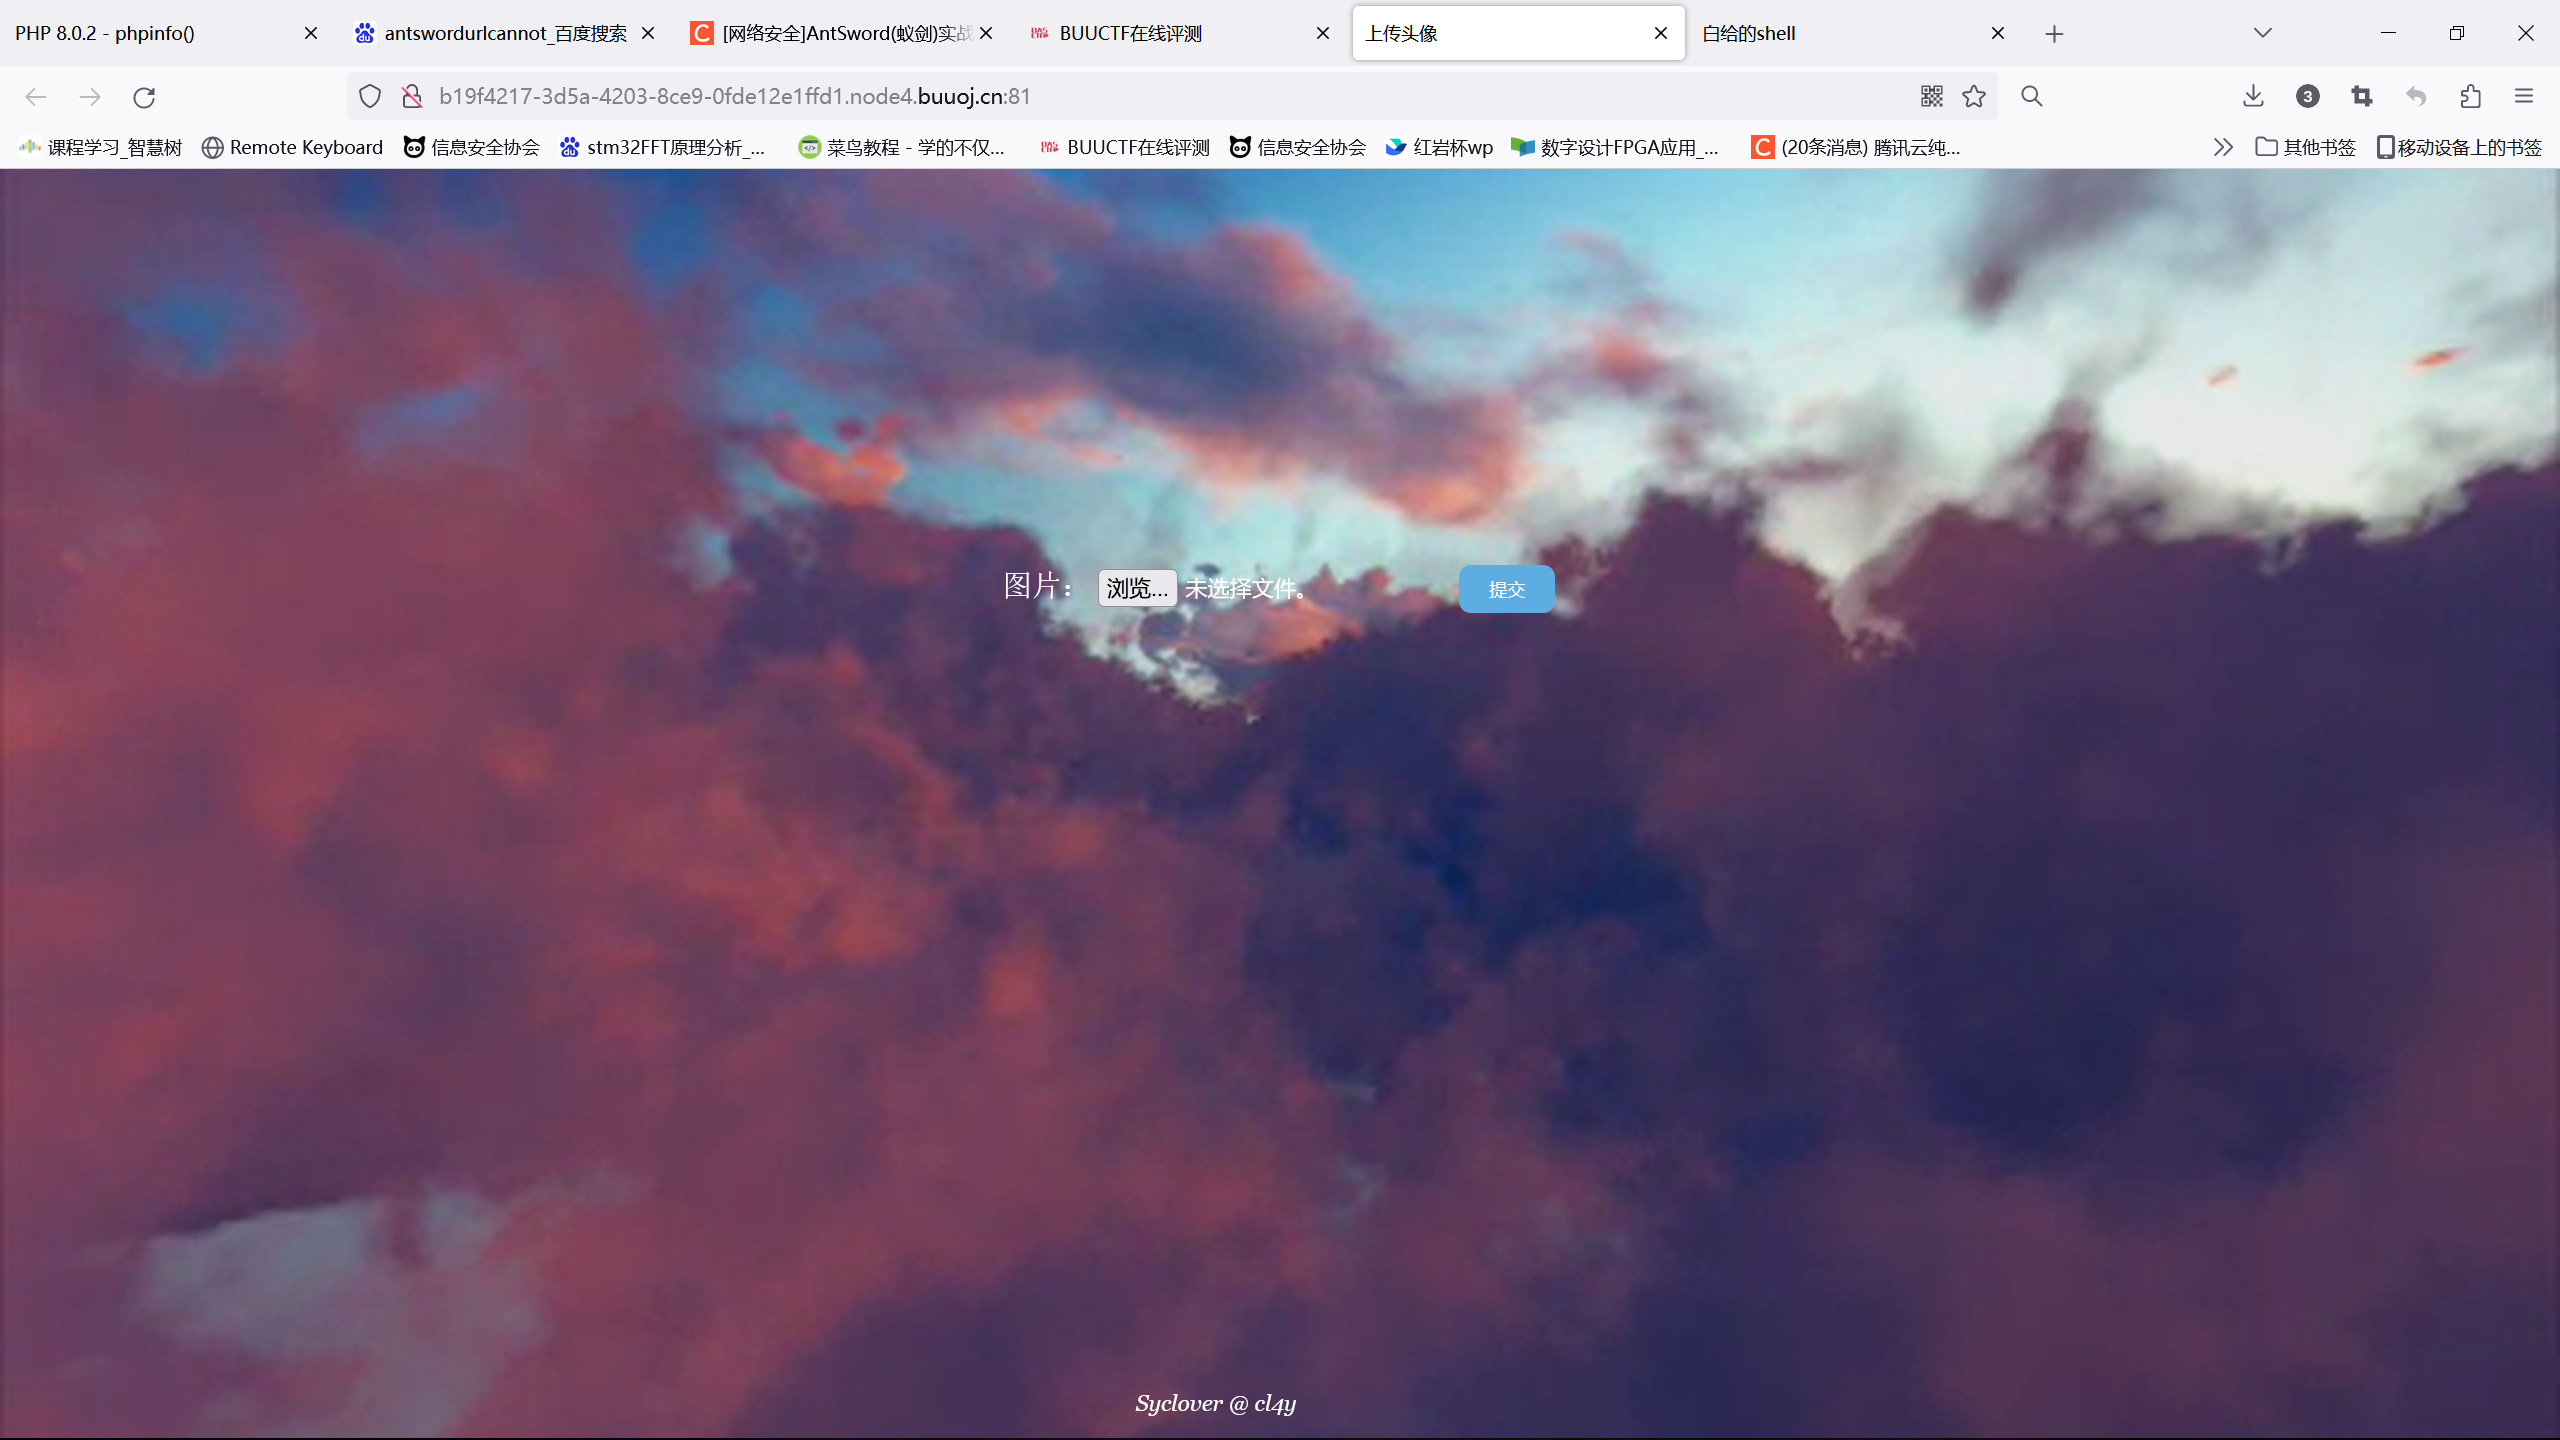 PHP 8.0.2 - phpinfo()
antswordurlcannot_百度搜索
[网络安全]AntSword(蚁剑)实战
BUUCTF在线评测
上传头像
白给的shell
b19f4217-3d5a-4203-8ce9-0fde12e1ffd1.node4.buuoj.cn:81
3
课程学习_智慧树
Remote Keyboard
信息安全协会
stm32FFT原理分析_...
菜鸟教程 - 学的不仅...
BUUCTF在线评测
信息安全协会
红岩杯wp
数字设计FPGA应用_...
(20条消息) 腾讯云纯...
其他书签
移动设备上的书签
图片： 浏览... 未选择文件。 提交
Syclover @ cl4y